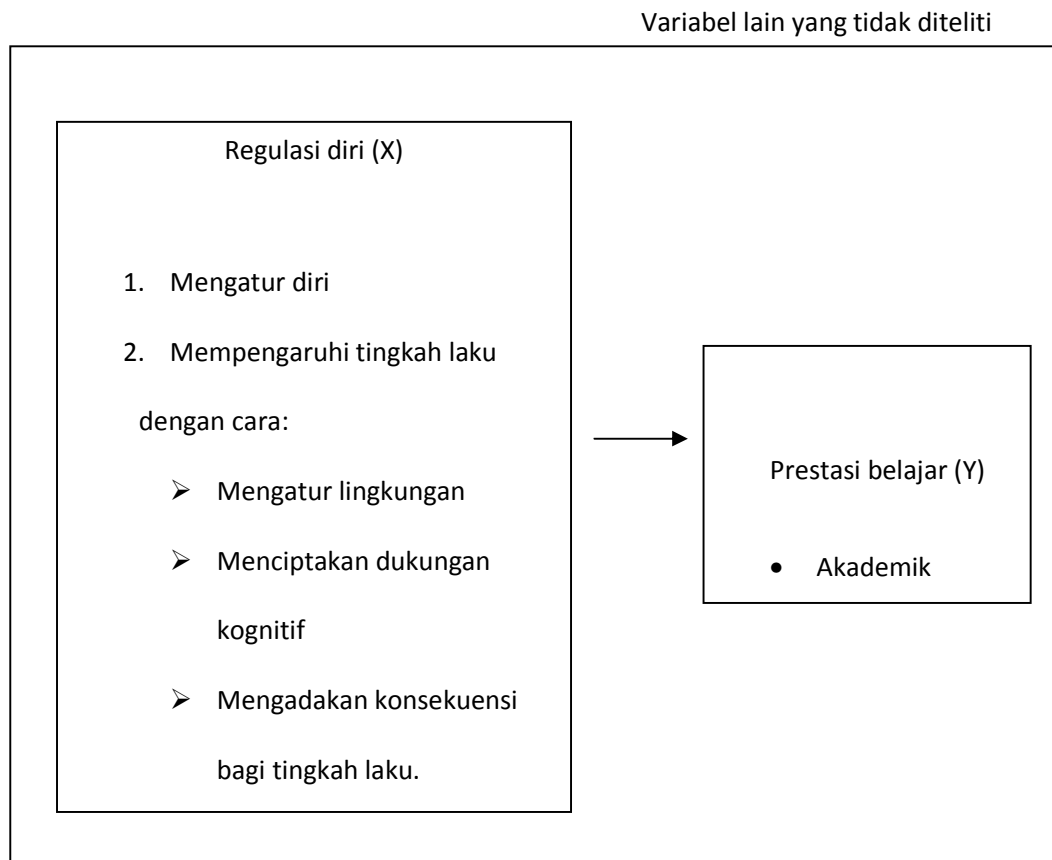 Variabel lain yang tidak diteliti
Regulasi diri (X)
1. Mengatur diri
2. Mempengaruhi tingkah laku
dengan cara:
➢ Mengatur lingkungan
➢ Menciptakan dukungan
kognitif
➢ Mengadakan konsekuensi
bagi tingkah laku.
Prestasi belajar (Y)
• Akademik